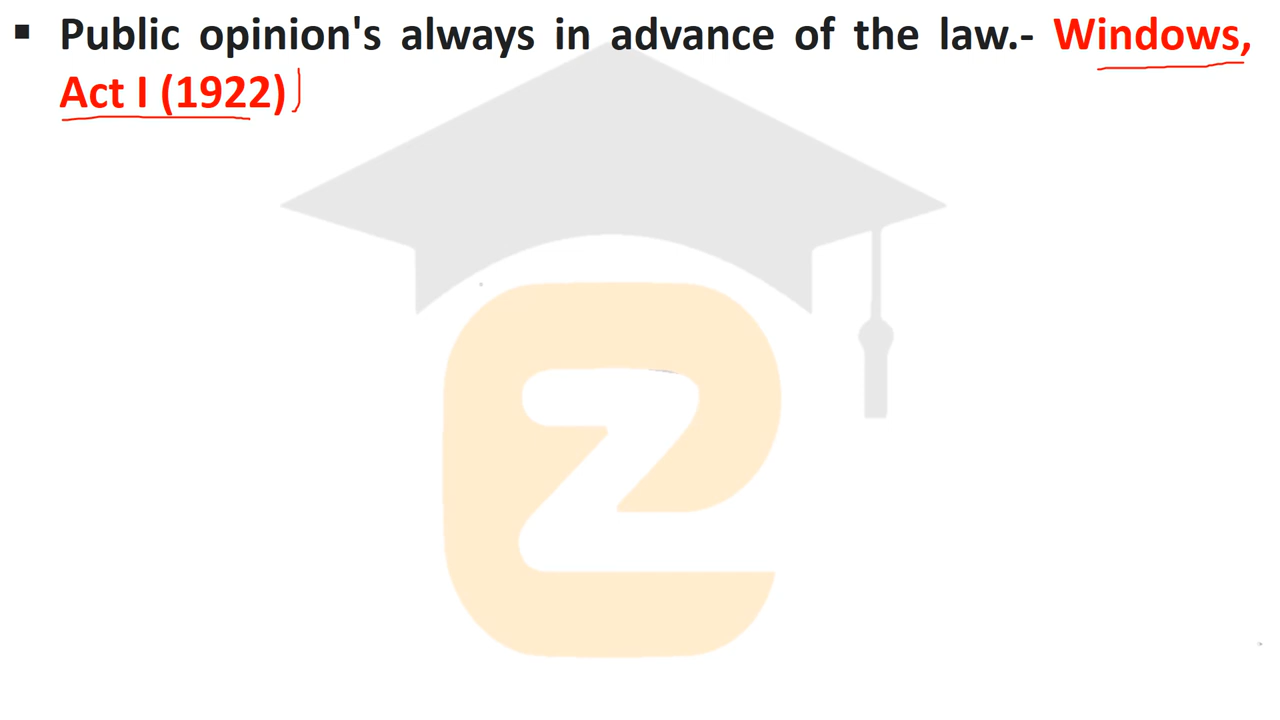 ▪ Public opinion's always in advance of the law.- Windows,
Act I (1922)